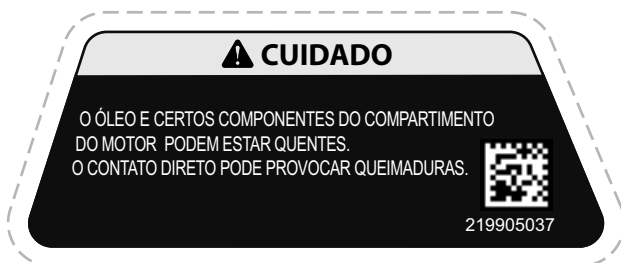 CUIDADO
O ÓLEO E CERTOS COMPONENTES DO COMPARTIMENTO
DO MOTOR PODEM ESTAR QUENTES.
O CONTATO DIRETO PODE PROVOCAR QUEIMADURAS.
219905037